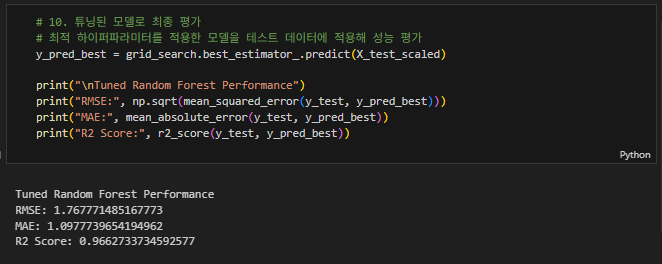 # 10. 튜닝된 모델로 최종 평가
# 최적 하이퍼파라미터를 적용한 모델을 테스트 데이터에 적용해 성능 평가
y_pred_best = grid_search.best_estimator_.predict(X_test_scaled)
print("\nTuned Random Forest Performance")
print("RMSE:", np.sqrt(mean_squared_error(y_test, y_pred_best)))
print("MAE:", mean_absolute_error(y_test, y_pred_best))
print("R2 Score:", r2_score(y_test, y_pred_best))
Python
Tuned Random Forest Performance
RMSE: 1.767771485167773
MAE: 1.0977739654194962
R2 Score: 0.9662733734592577